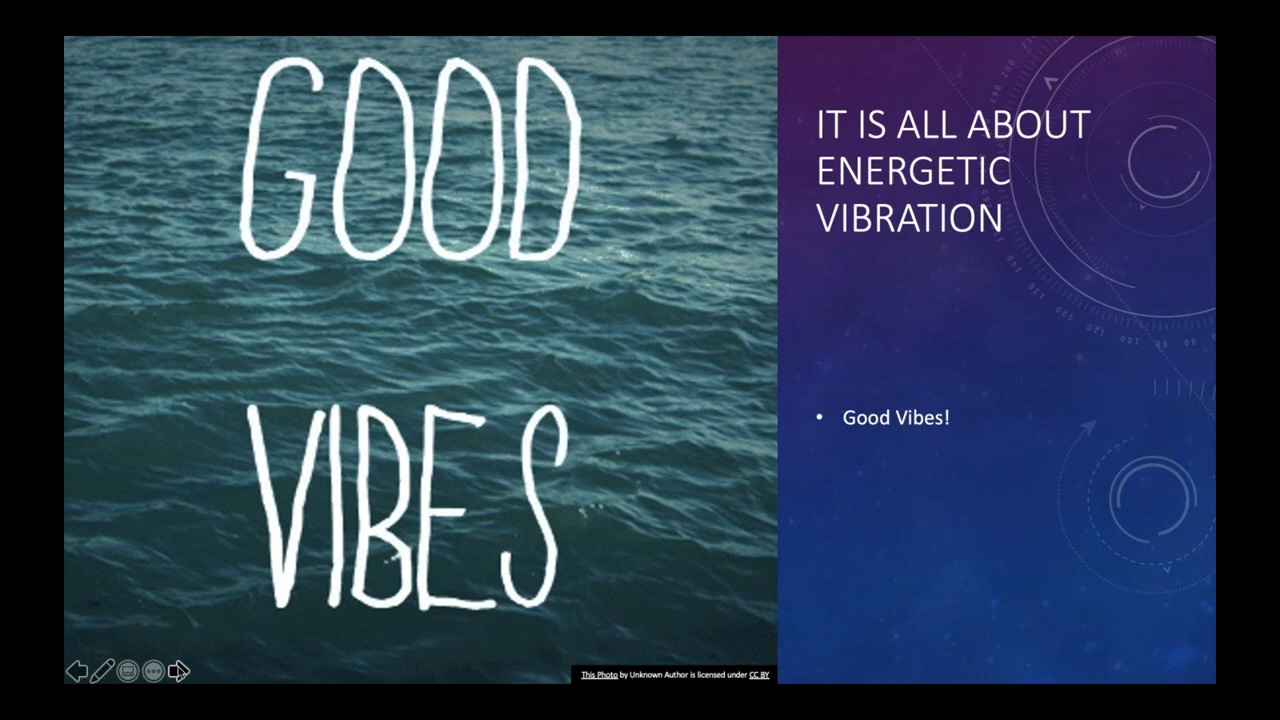 GOOD
VIBES
IT IS ALL ABOUT
ENERGETIC
VIBRATION
• Good Vibes!
This Photo by Unknown Author is licensed under CC BY